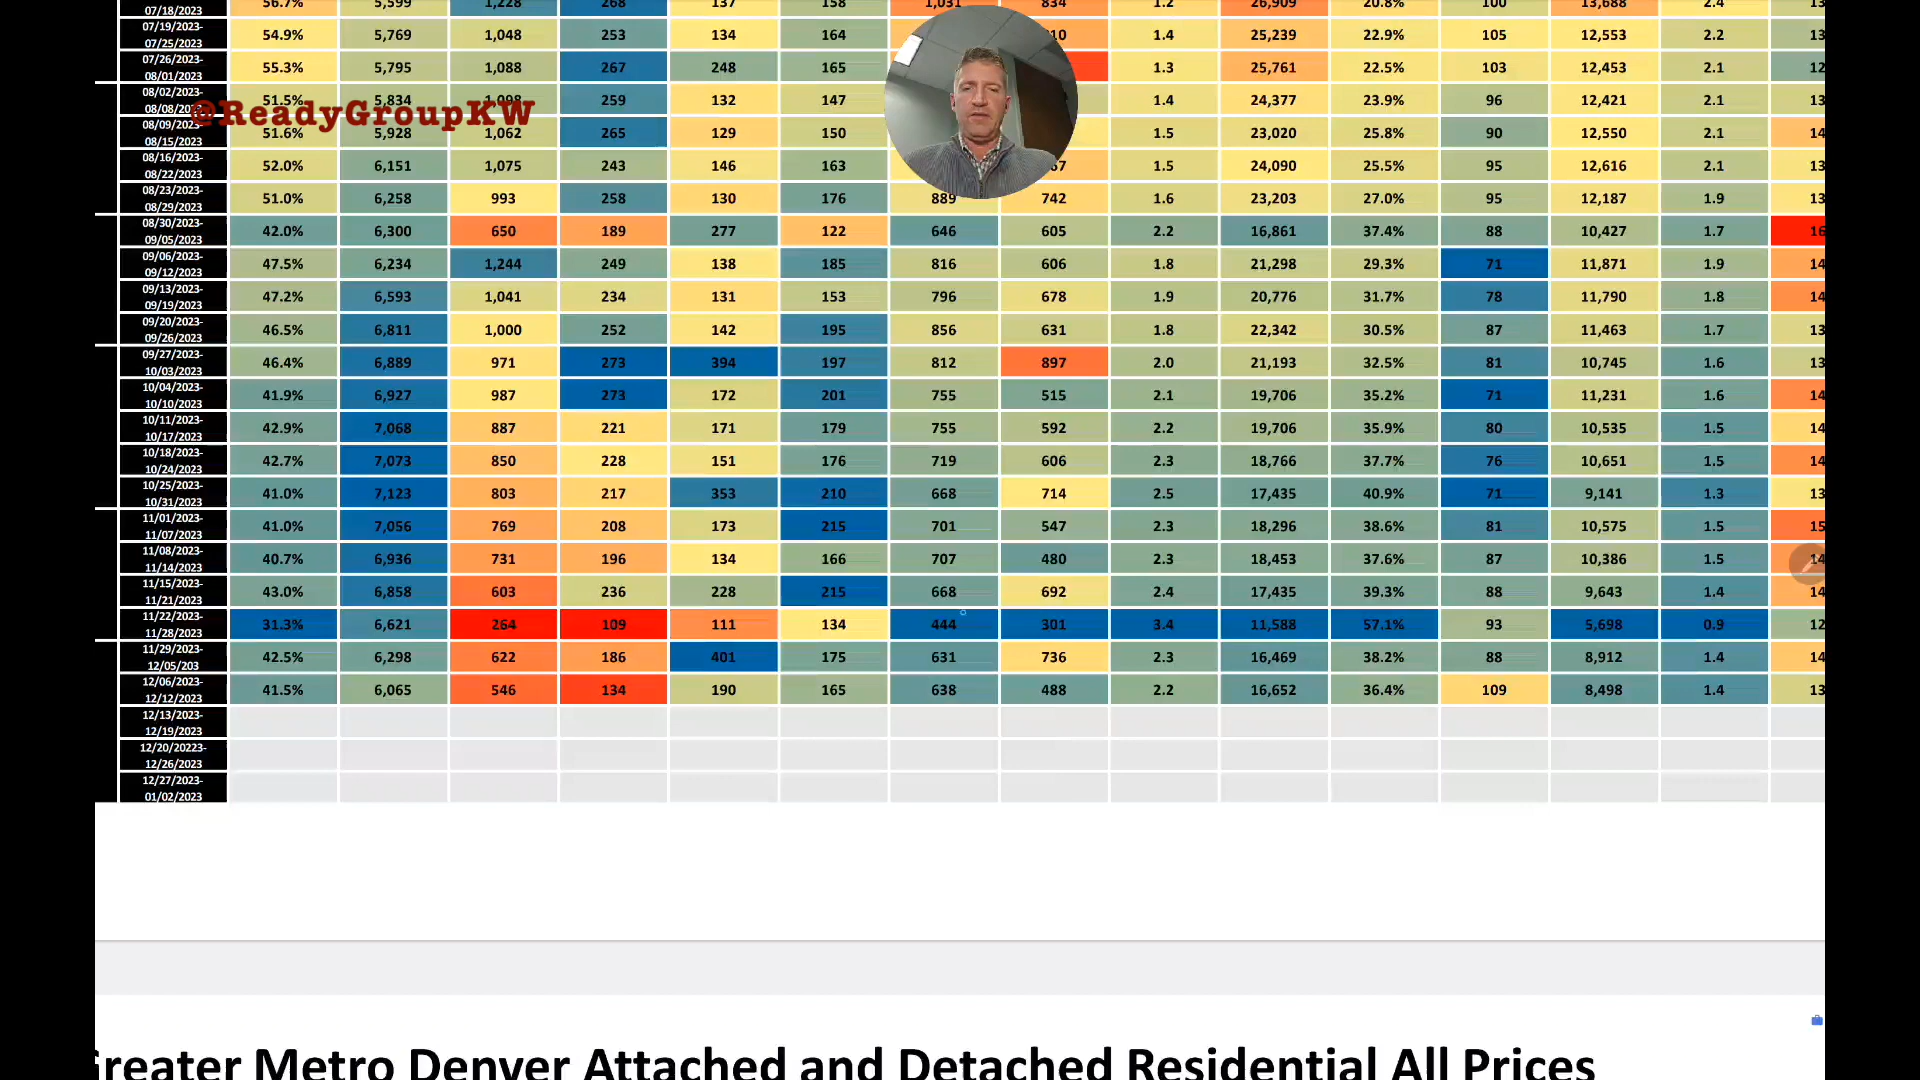 07/18/2023 56.7% 5,599 1,228 268 137 158 1,031 834 1.2 26,909 20.8% 100 13,688 2.4 13
07/19/2023-
07/25/2023 54.9% 5,769 1,048 253 134 164 1.4 25,239 22.9% 105 12,553 2.2 13
07/26/2023-
08/01/2023 55.3% 5,795 1,088 267 248 165 1.3 25,761 22.5% 103 12,453 2.1 12
08/02/2023-
08/08/2023 51.5% 5,834 1,098 259 132 147 1.4 24,377 23.9% 96 12,421 2.1 13
@ReadyGroupKW
08/09/2023-
08/15/2023 51.6% 5,928 1,062 265 129 150 1.5 23,020 25.8% 90 12,550 2.1 14
08/16/2023-
08/22/2023 52.0% 6,151 1,075 243 146 163 1.5 24,090 25.5% 95 12,616 2.1 13
08/23/2023-
08/29/2023 51.0% 6,258 993 258 130 176 889 742 1.6 23,203 27.0% 95 12,187 1.9 13
08/30/2023-
09/05/2023 42.0% 6,300 650 189 277 122 646 605 2.2 16,861 37.4% 88 10,427 1.7 16
09/06/2023-
09/12/2023 47.5% 6,234 1,244 249 138 185 816 606 1.8 21,298 29.3% 71 11,871 1.9 14
09/13/2023-
09/19/2023 47.2% 6,593 1,041 234 131 153 796 678 1.9 20,776 31.7% 78 11,790 1.8 14
09/20/2023-
09/26/2023 46.5% 6,811 1,000 252 142 195 856 631 1.8 22,342 30.5% 87 11,463 1.7 13
09/27/2023-
10/03/2023 46.4% 6,889 971 273 394 197 812 897 2.0 21,193 32.5% 81 10,745 1.6 13
10/04/2023-
10/10/2023 41.9% 6,927 987 273 172 201 755 515 2.1 19,706 35.2% 71 11,231 1.6 14
10/11/2023-
10/17/2023 42.9% 7,068 887 221 171 179 755 592 2.2 19,706 35.9% 80 10,535 1.5 14
10/18/2023-
10/24/2023 42.7% 7,073 850 228 151 176 719 606 2.3 18,766 37.7% 76 10,651 1.5 14
10/25/2023-
10/31/2023 41.0% 7,123 803 217 353 210 668 714 2.5 17,435 40.9% 71 9,141 1.3 13
11/01/2023-
11/07/2023 41.0% 7,056 769 208 173 215 701 547 2.3 18,296 38.6% 81 10,575 1.5 15
11/08/2023-
11/14/2023 40.7% 6,936 731 196 134 166 707 480 2.3 18,453 37.6% 87 10,386 1.5 14
11/15/2023-
11/21/2023 43.0% 6,858 603 236 228 215 668 692 2.4 17,435 39.3% 88 9,643 1.4 14
11/22/2023-
11/28/2023 31.3% 6,621 264 109 111 134 444 301 3.4 11,588 57.1% 93 5,698 0.9 12
11/29/2023-
12/05/203 42.5% 6,298 622 186 401 175 631 736 2.3 16,469 38.2% 88 8,912 1.4 14
12/06/2023-
12/12/2023 41.5% 6,065 546 134 190 165 638 488 2.2 16,652 36.4% 109 8,498 1.4 13
12/13/2023-
12/19/2023
12/20/20223-
12/26/2023
12/27/2023-
01/02/2023
reater Metro Denver Attached and Detached Residential All Prices